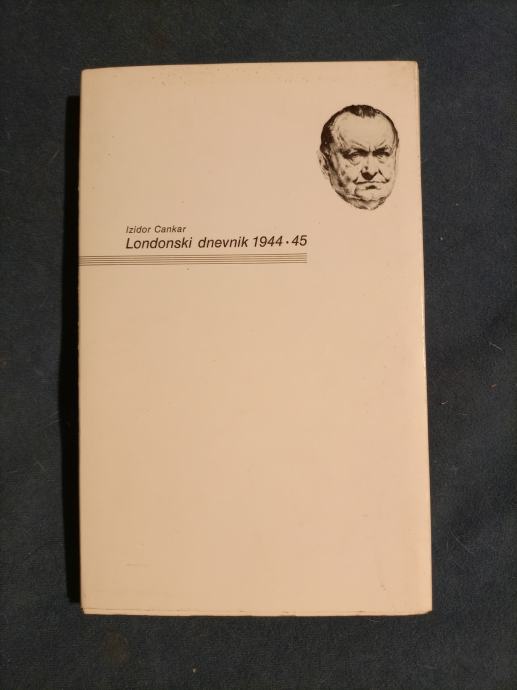 Izidor Cankar
Londonski dnevnik 1944 · 45